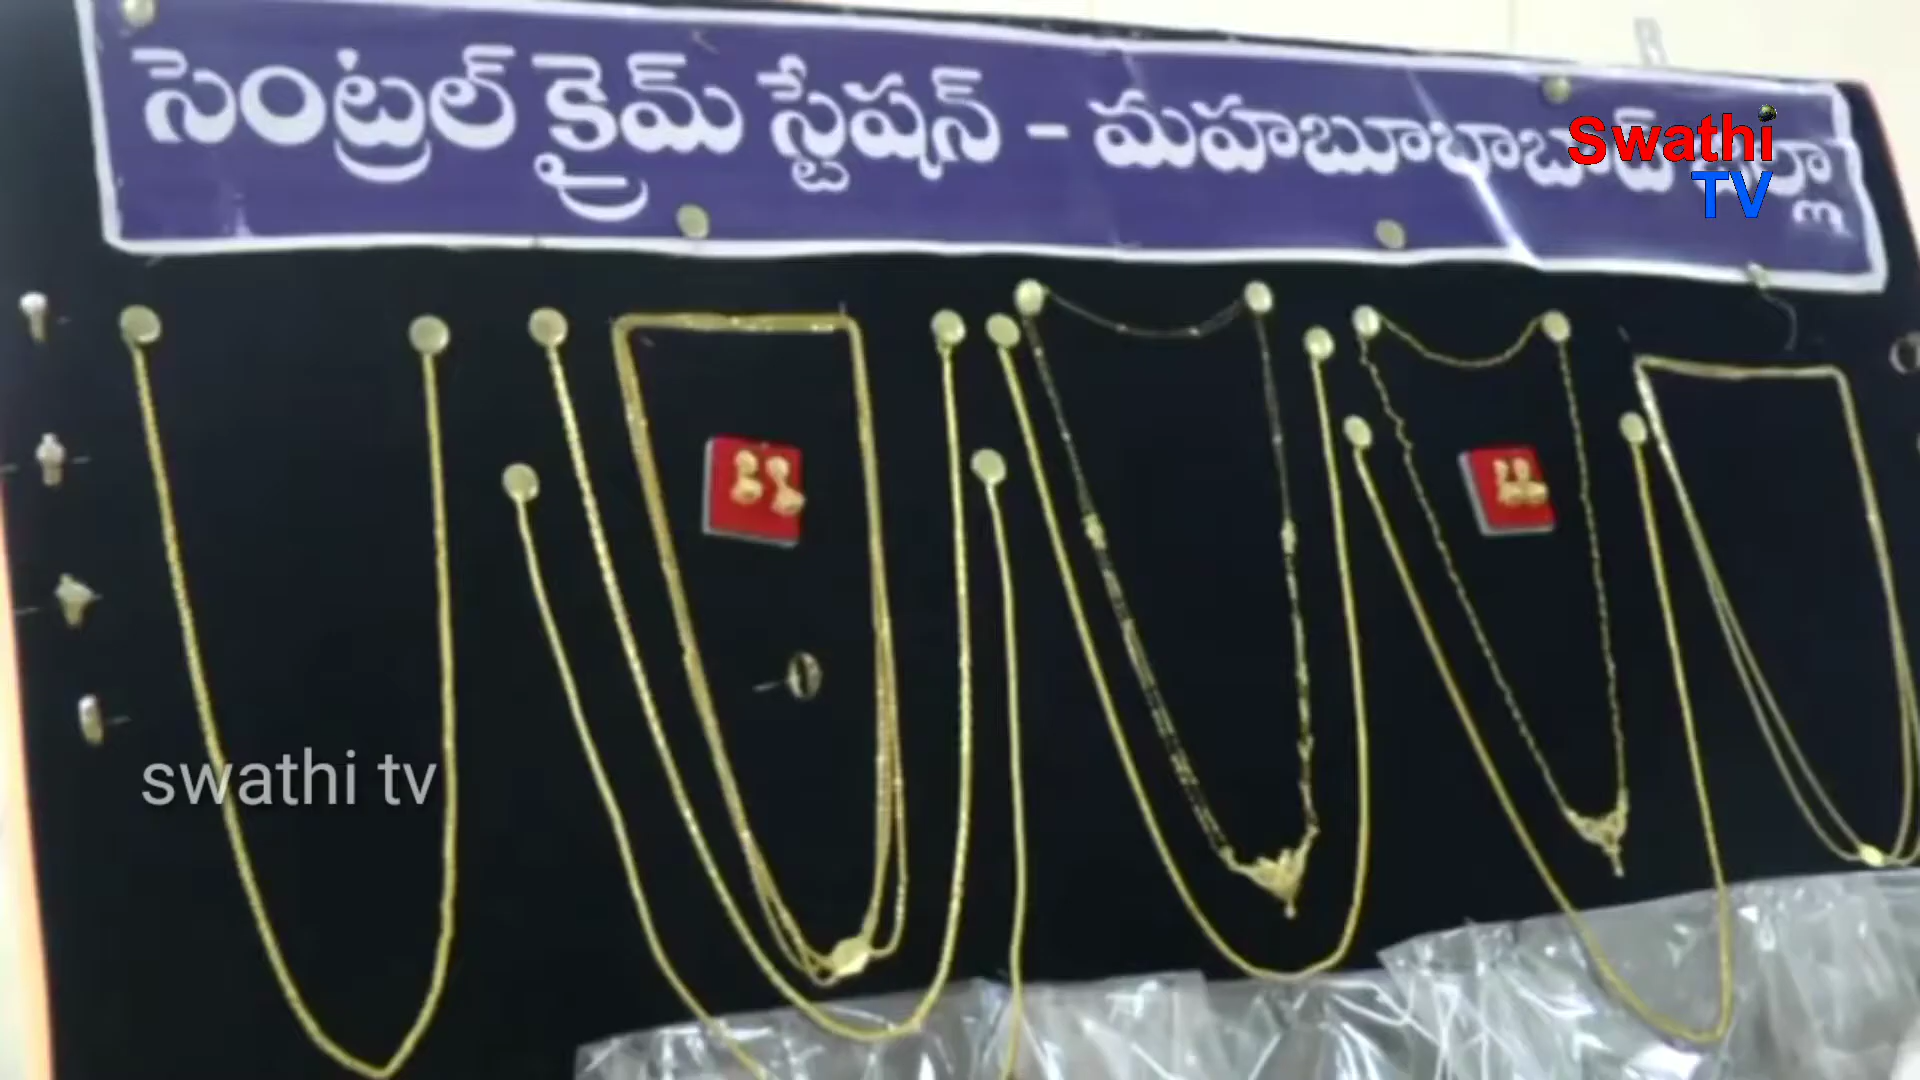 సెంట్రల్ క్రైమ్ స్టేషన్ - మహబూబాబాద్
Swathi
TV
swathi tv